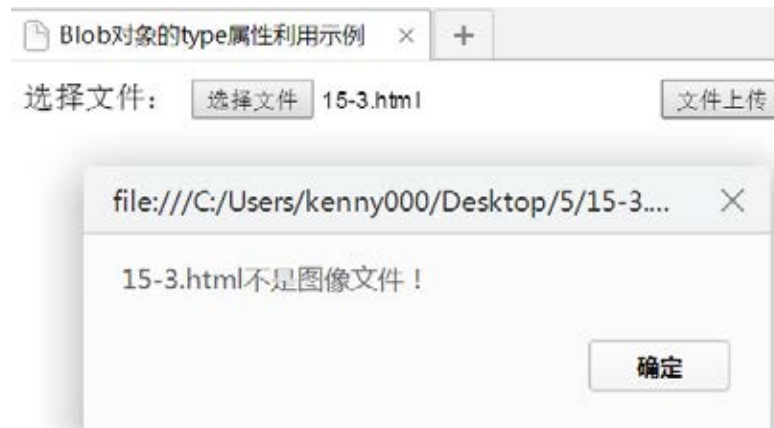 Blob对象的type属性利用示例 × +
选择文件： 选择文件 15-3.html 文件上传
file:///C:/Users/kenny000/Desktop/5/15-3....
15-3.html不是图像文件！
确定